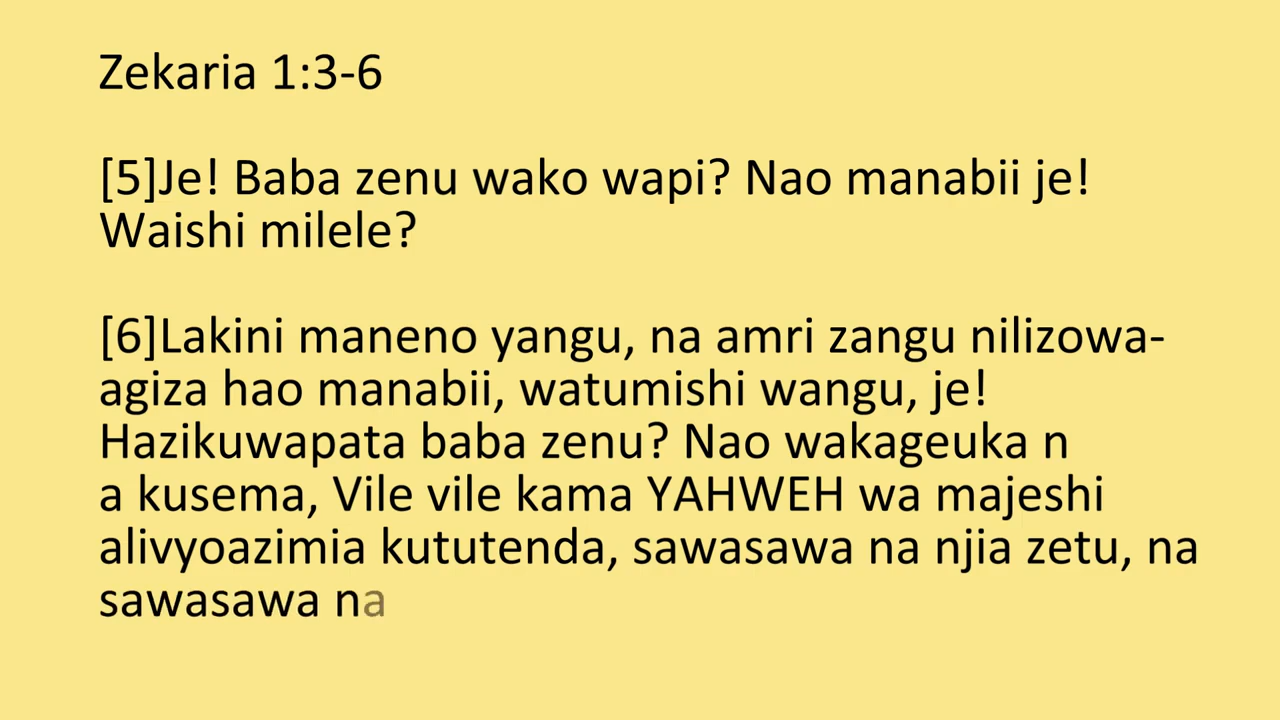 Zekaria 1:3-6
[5]Je! Baba zenu wako wapi? Nao manabii je!
Waishi milele?
[6]Lakini maneno yangu, na amri zangu nilizowa-
agiza hao manabii, watumishi wangu, je!
Hazikuwapata baba zenu? Nao wakageuka n
a kusema, Vile vile kama YAHWEH wa majeshi
alivyoazimia kututenda, sawasawa na njia zetu, na
sawasawa na